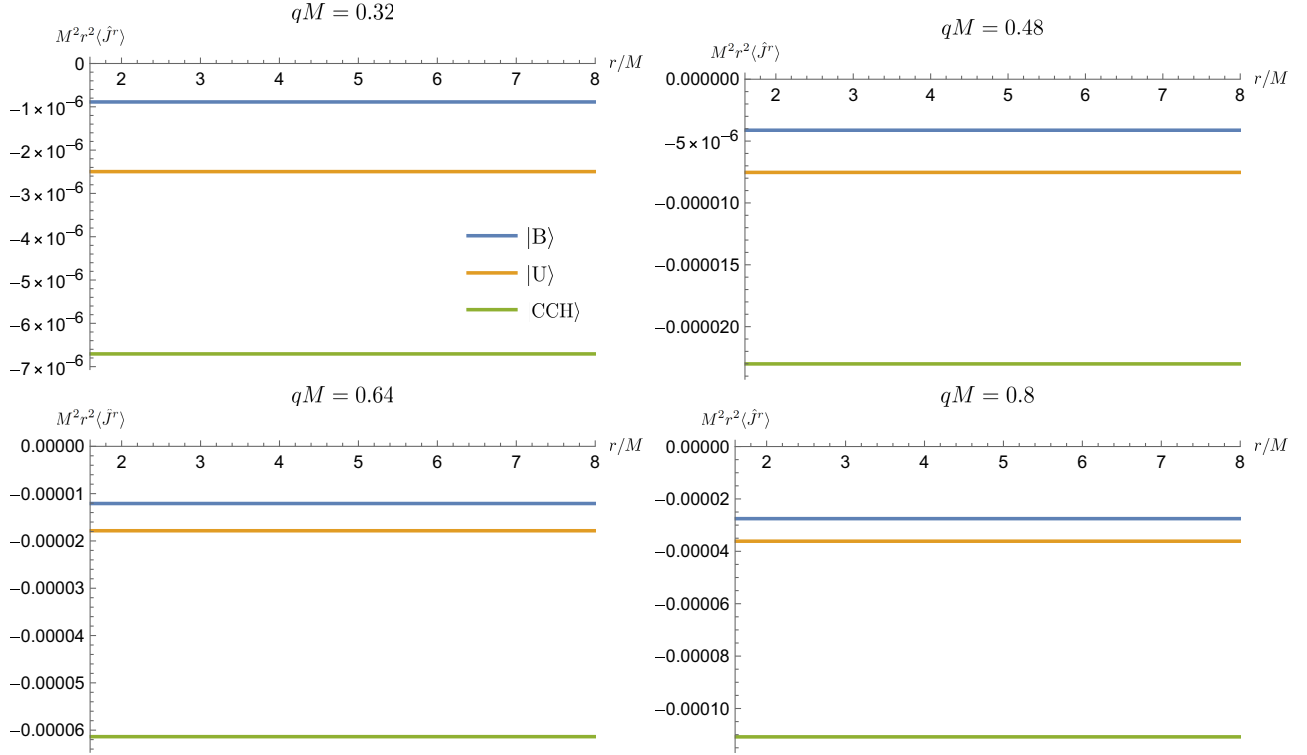 qM = 0.32
M²r²⟨Ĵʳ⟩
0 2 3 4 5 6 7 8 r/M
−1×10⁻⁶
−2×10⁻⁶
−3×10⁻⁶
−4×10⁻⁶
−5×10⁻⁶
−6×10⁻⁶
−7×10⁻⁶
|B⟩
|U⟩
CCH⟩
qM = 0.48
M²r²⟨Ĵʳ⟩
0.000000 2 3 4 5 6 7 8 r/M
−5×10⁻⁶
−0.000010
−0.000015
−0.000020
qM = 0.64
M²r²⟨Ĵʳ⟩
0.00000 2 3 4 5 6 7 8 r/M
−0.00001
−0.00002
−0.00003
−0.00004
−0.00005
−0.00006
qM = 0.8
M²r²⟨Ĵʳ⟩
0.00000 2 3 4 5 6 7 8 r/M
−0.00002
−0.00004
−0.00006
−0.00008
−0.00010